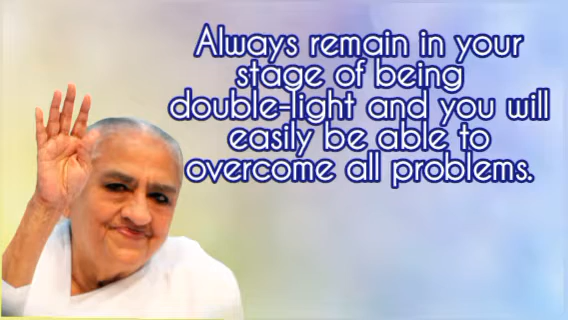 Always remain in your
stage of being
double-light and you will
easily be able to
overcome all problems.